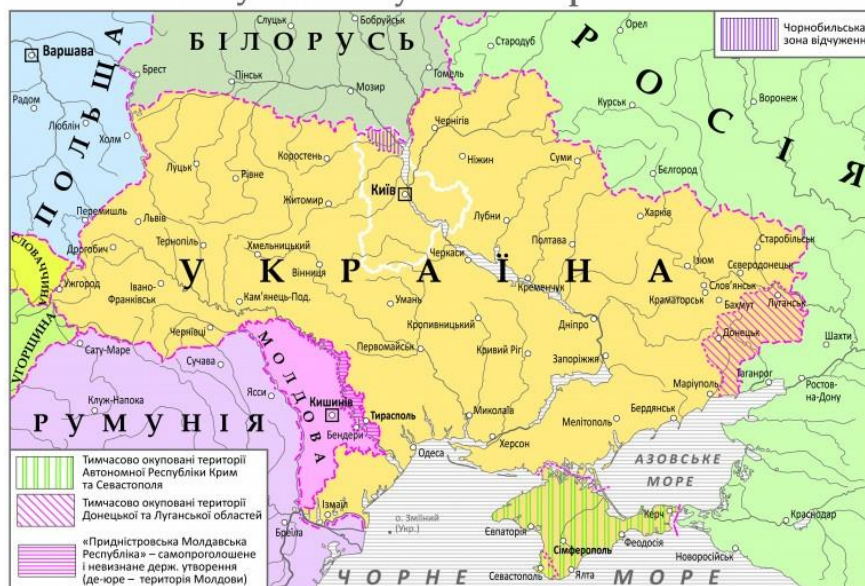 Чорнобильська
зона відчуження
БІЛОРУСЬ
ПОЛЬЩА
РОСІЯ
СЛОВАЧЧИНА
УГОРЩИНА
РУМУНІЯ
МОЛДОВА
УКРАЇНА
Варшава
Радом
Люблін
Холм
Перемишль
Брест
Пінськ
Слуцьк
Бобруйськ
Мозир
Гомель
Стародуб
Орел
Курськ
Воронеж
Бєлгород
Чернігів
Ніжин
Суми
Коростень
Луцьк
Рівне
Житомир
Київ
Лубни
Харків
Львів
Дрогобич
Тернопіль
Хмельницький
Вінниця
Черкаси
Полтава
Старобільськ
Ізюм
Сєверодонецьк
Ужгород
Івано-
Франківськ
Кам'янець-Под.
Умань
Кременчук
Слов'янськ
Краматорськ
Бахмут
Луганськ
Чернівці
Кропивницький
Дніпро
Донецьк
Первомайськ
Кривий Ріг
Запоріжжя
Шахти
Сату-Маре
Сучава
Таганрог
Ростов-
на-Дону
Маріуполь
Бердянськ
Мелітополь
Клуж-Напока
Ясси
Кишинів
Тирасполь
Бендери
Миколаїв
Херсон
Одеса
АЗОВСЬКЕ
МОРЕ
Ізмаїл
Бреїла
о. Зміїний
(Укр.)
Євпаторія
Сімферополь
Керч
Феодосія
Севастополь
Ялта
Краснодар
Новоросійськ
ЧОРНЕ МОРЕ
Тимчасово окуповані території
Автономної Республіки Крим
та Севастополя
Тимчасово окуповані території
Донецької та Луганської областей
«Придністровська Молдавська
Республіка» – самопроголошене
і невизнане держ. утворення
(де-юре – територія Молдови)